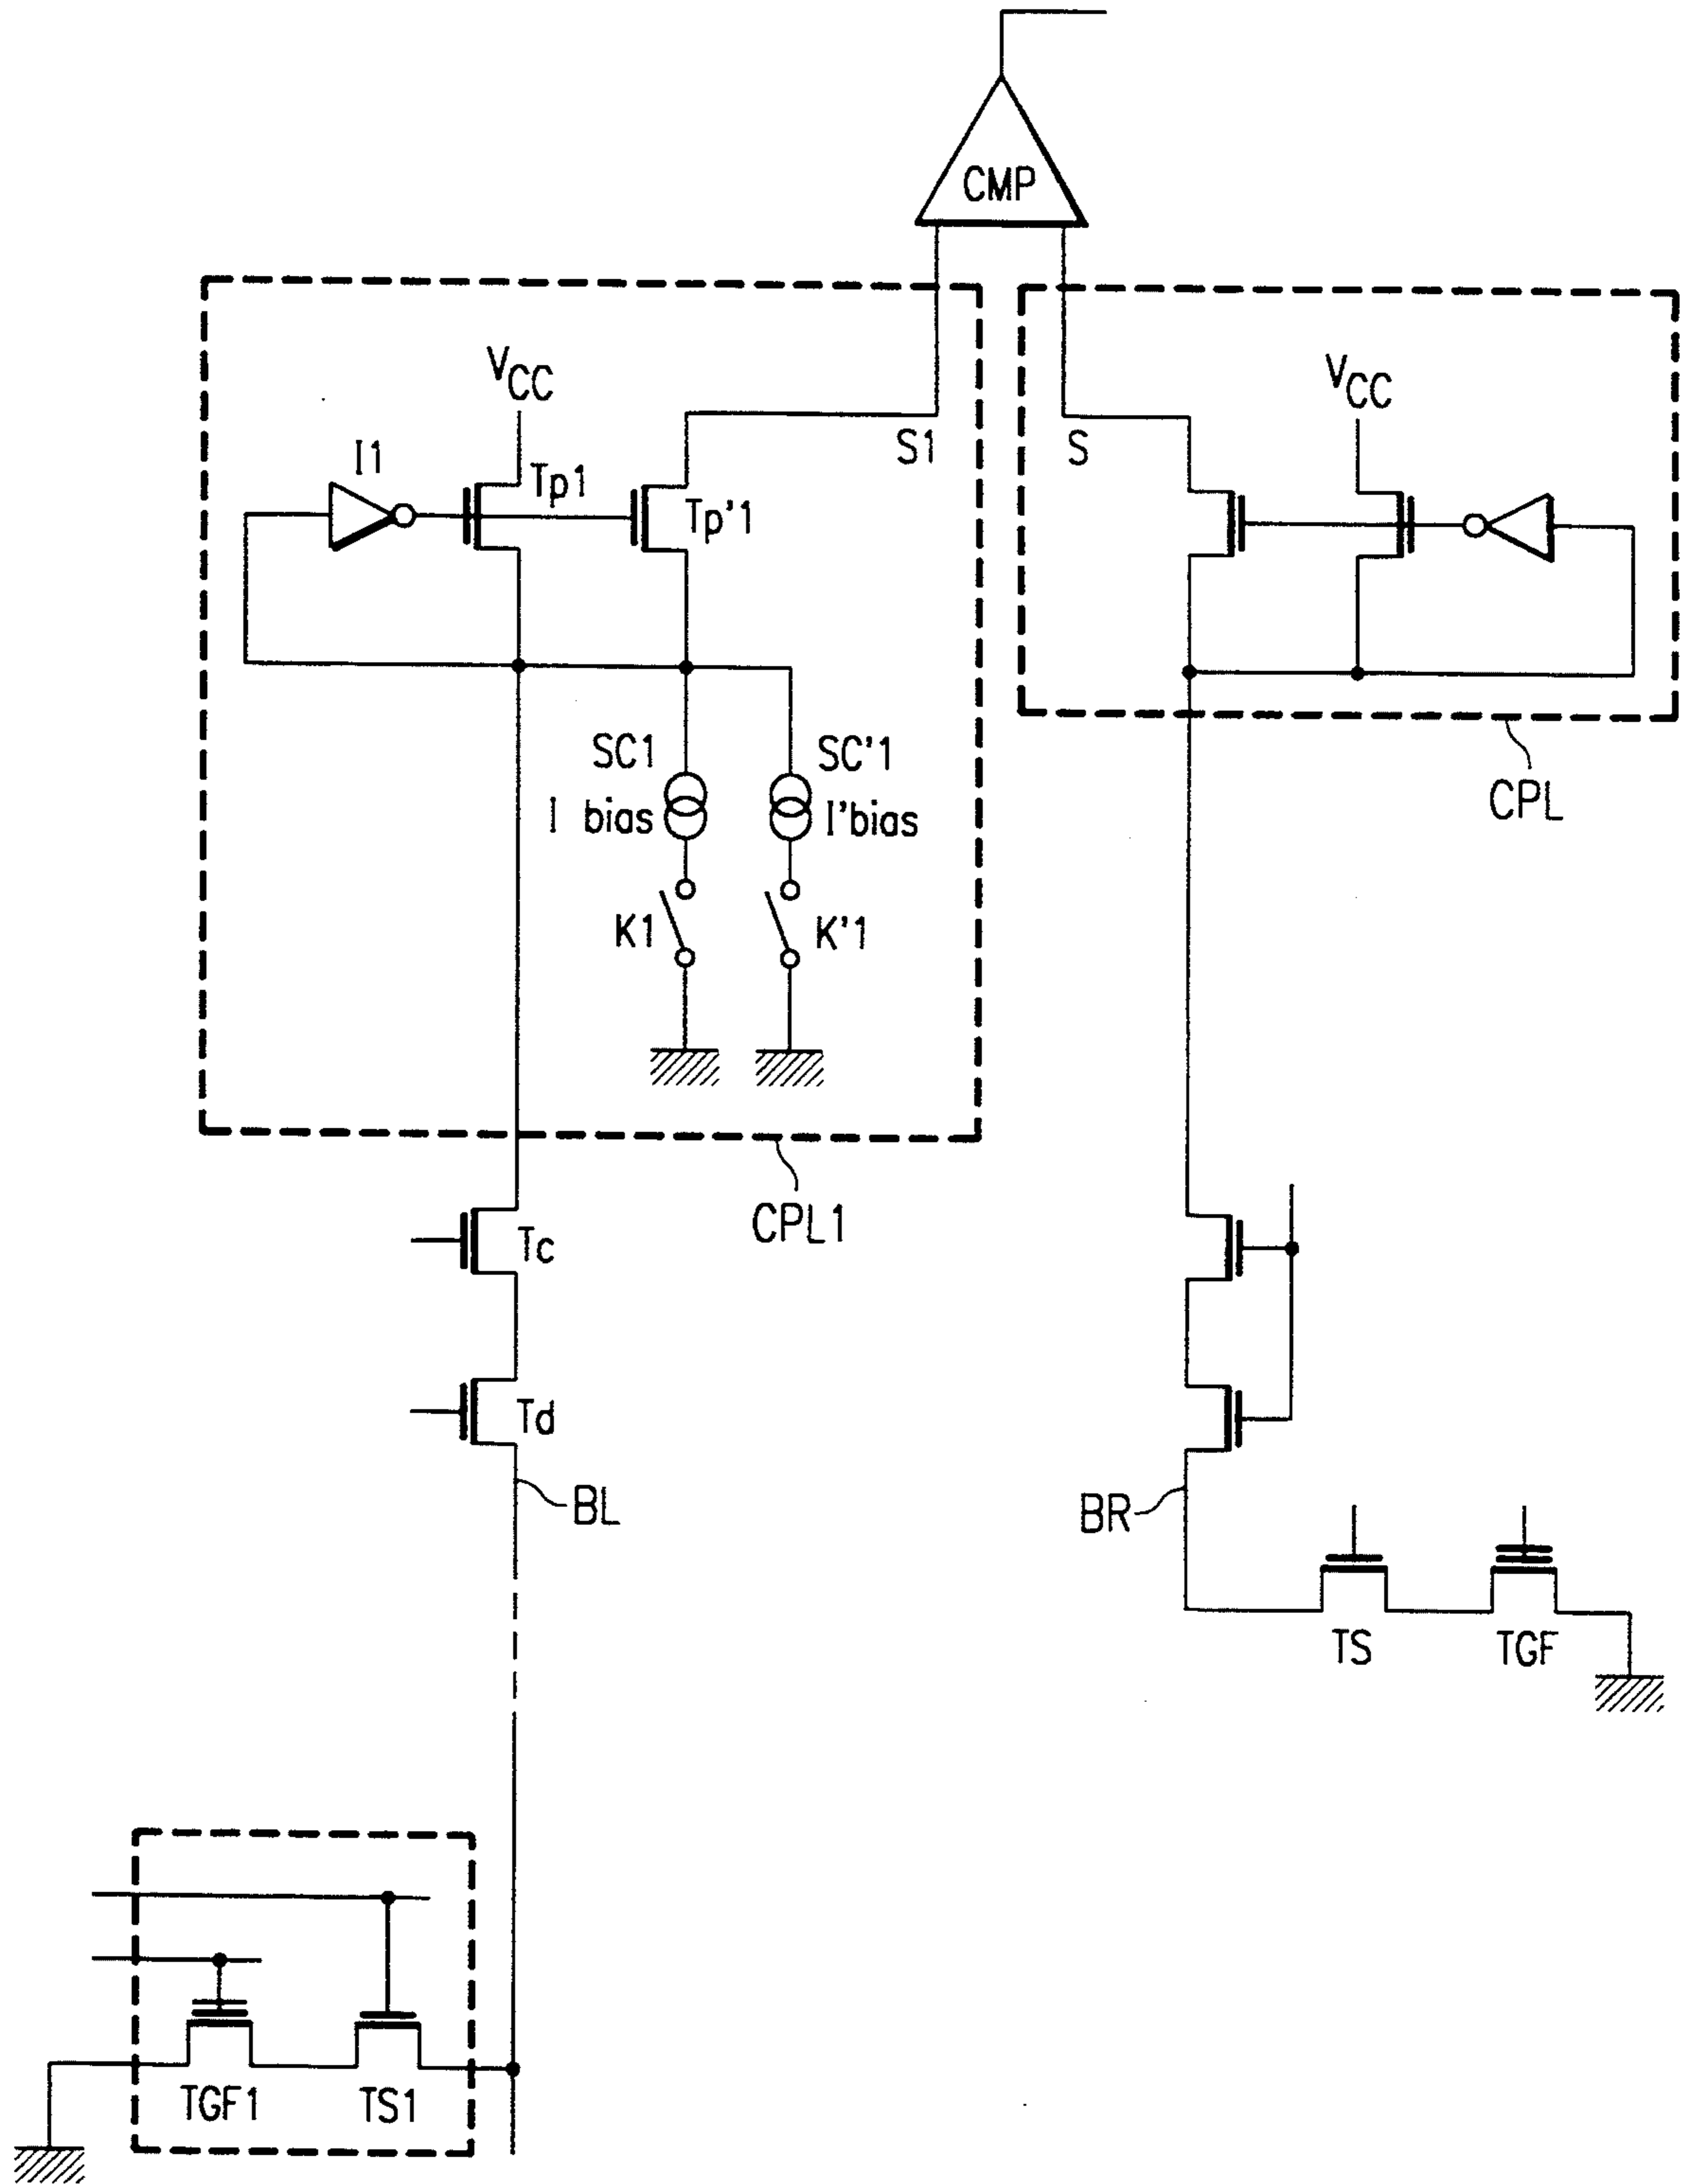 CMP
VCC
VCC
I1
Tp1
Tp'1
S1
S
SC1
SC'1
I bias
I'bias
K1
K'1
CPL
CPL1
Tc
Td
BL
BR
TS
TGF
TGF1
TS1